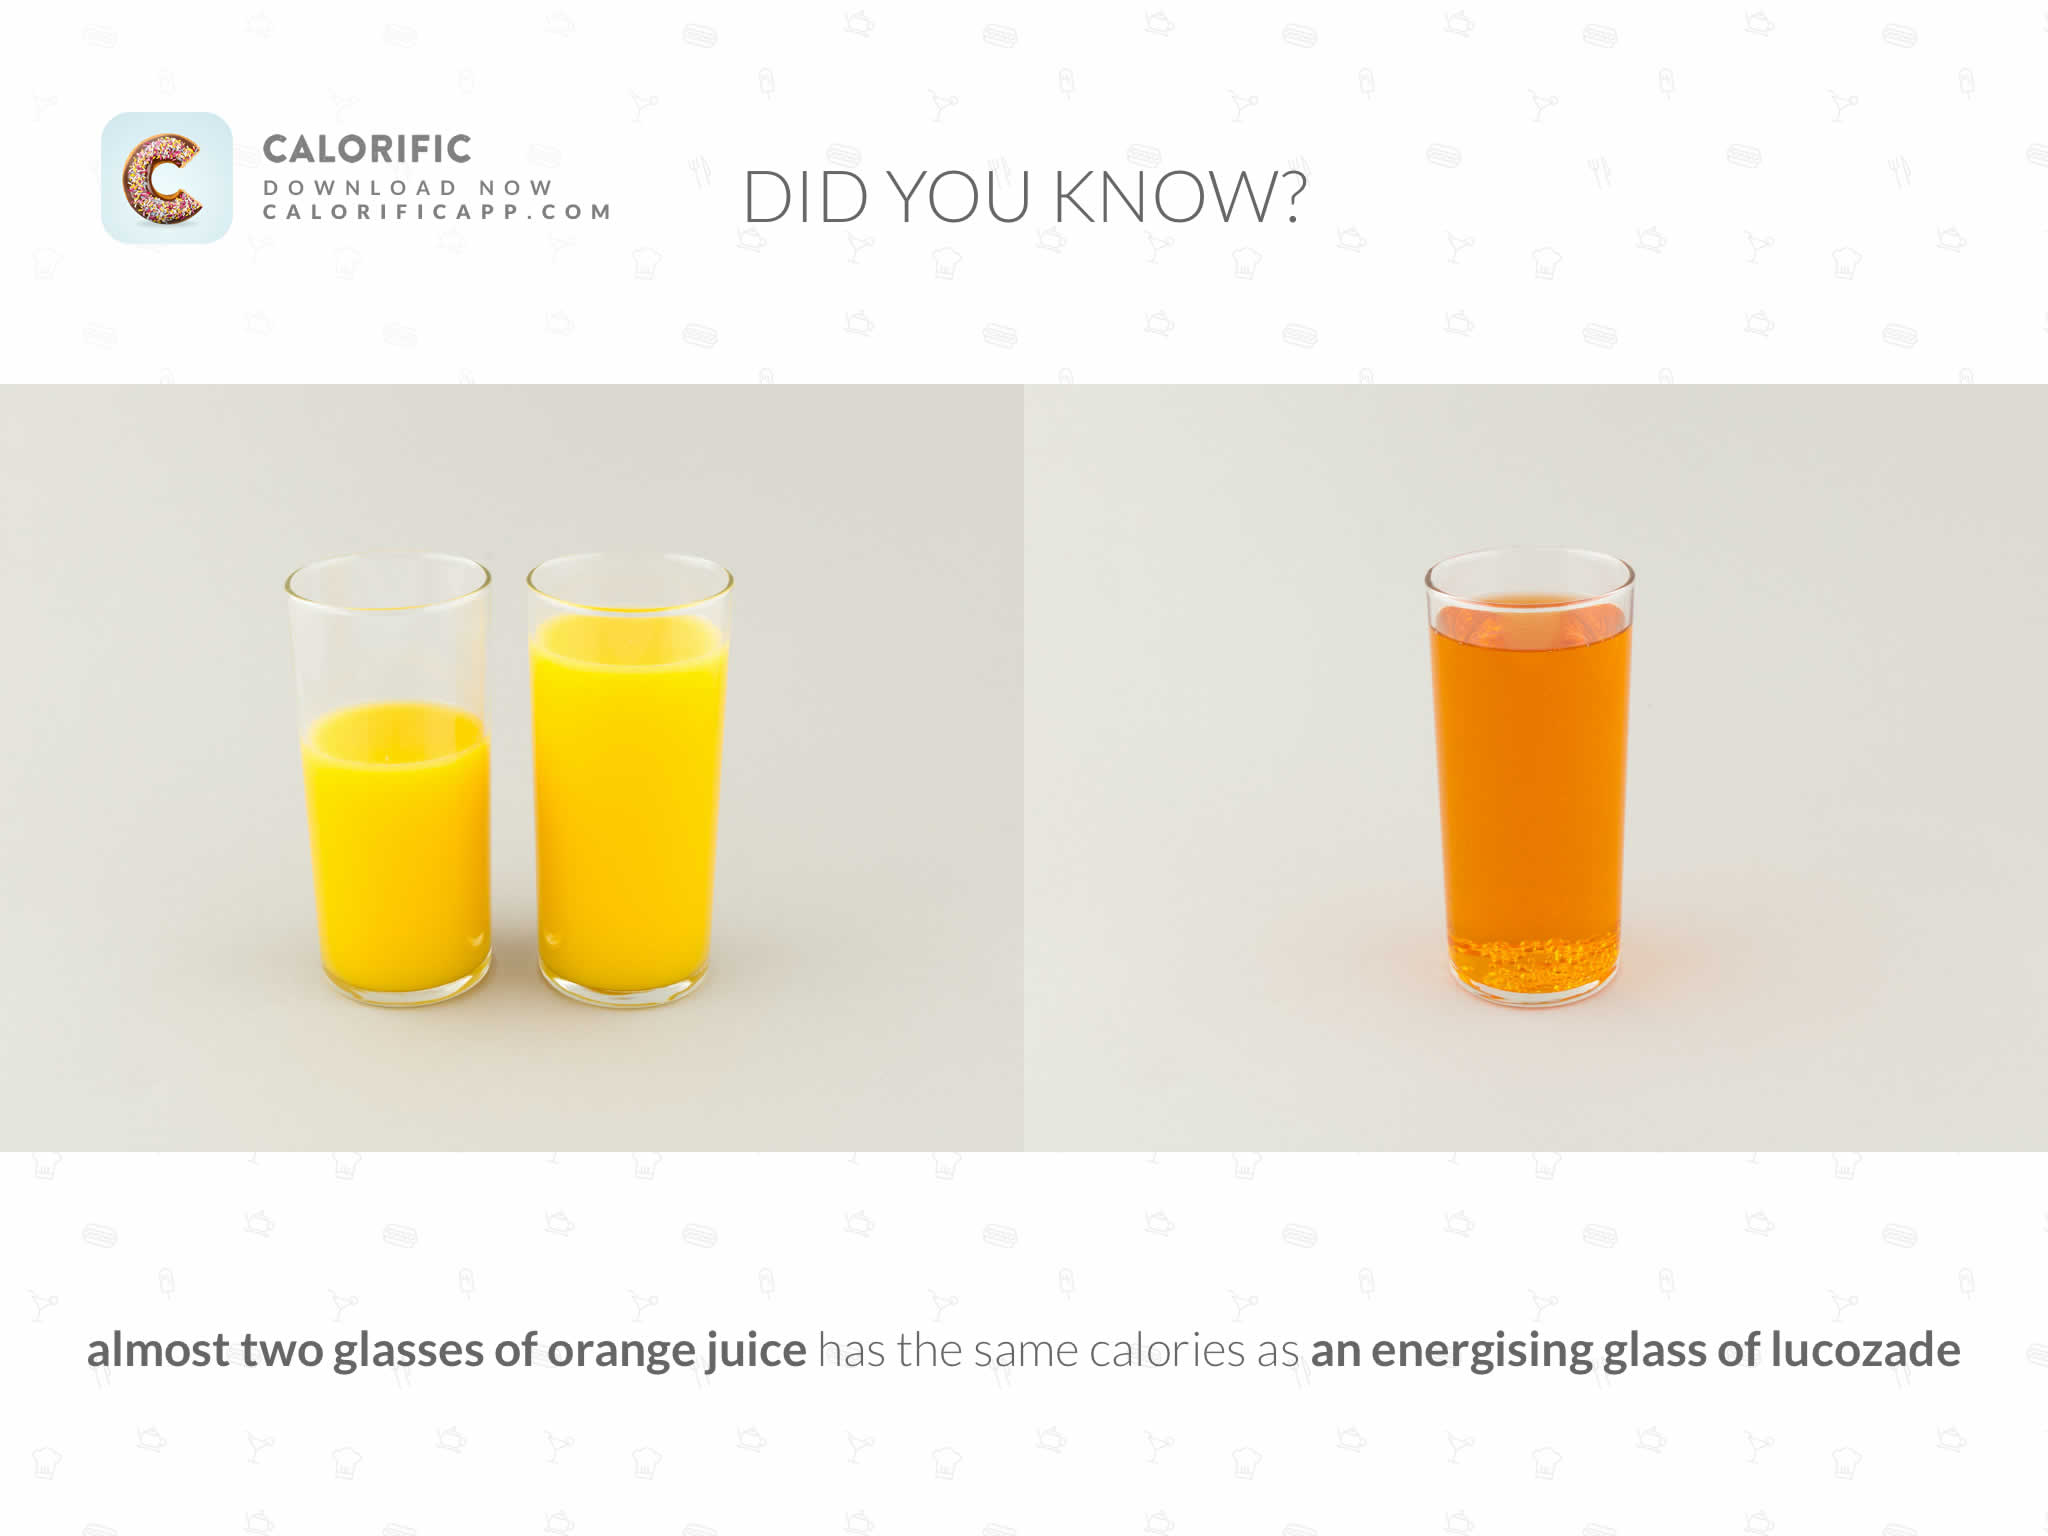 CALORIFIC
DOWNLOAD NOW
CALORIFICAPP.COM
DID YOU KNOW?
almost two glasses of orange juice has the same calories as an energising glass of lucozade